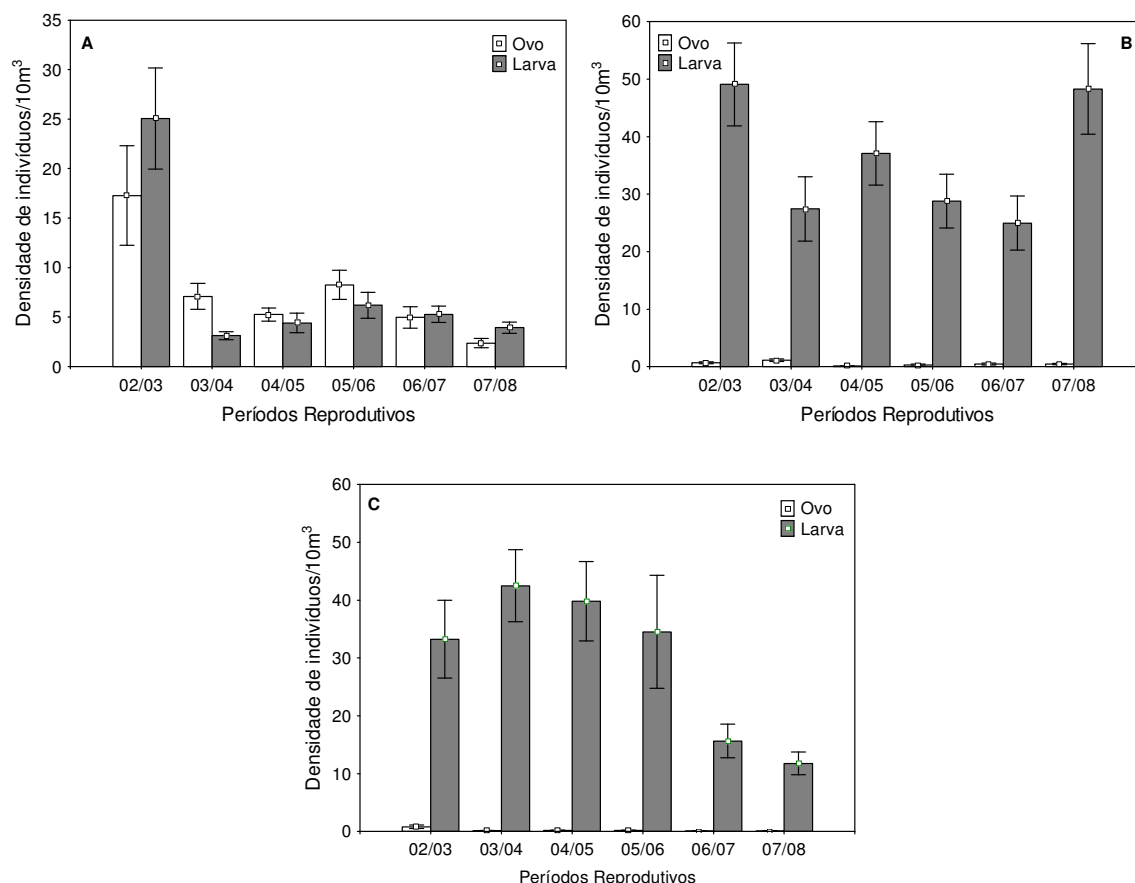 A
Ovo
Larva
Densidade de indivíduos/10m³
35
30
25
20
15
10
5
0
02/03 03/04 04/05 05/06 06/07 07/08
Períodos Reprodutivos
B
Ovo
Larva
Densidade de indivíduos/10m³
60
50
40
30
20
10
0
02/03 03/04 04/05 05/06 06/07 07/08
Períodos Reprodutivos
C
Ovo
Larva
Densidade de indivíduos/10m³
60
50
40
30
20
10
0
02/03 03/04 04/05 05/06 06/07 07/08
Períodos Reprodutivos